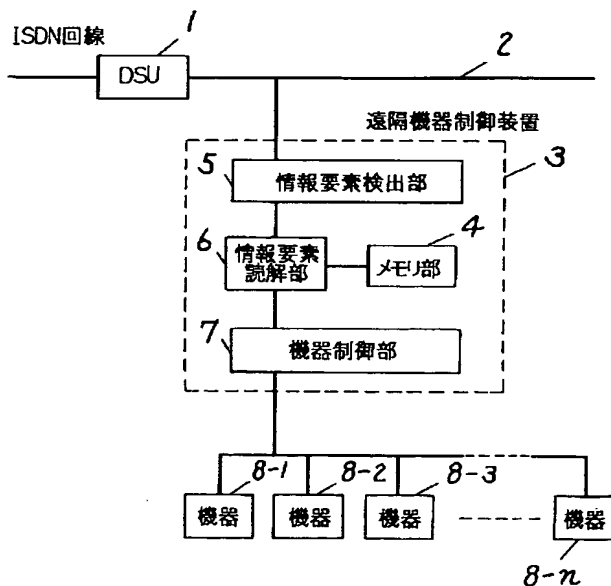 ISDN回線
1
DSU
2
遠隔機器制御装置
3
5
情報要素検出部
6
情報要素
読解部
4
メモリ部
7
機器制御部
8-1
8-2
8-3
機器
機器
機器
機器
8-n